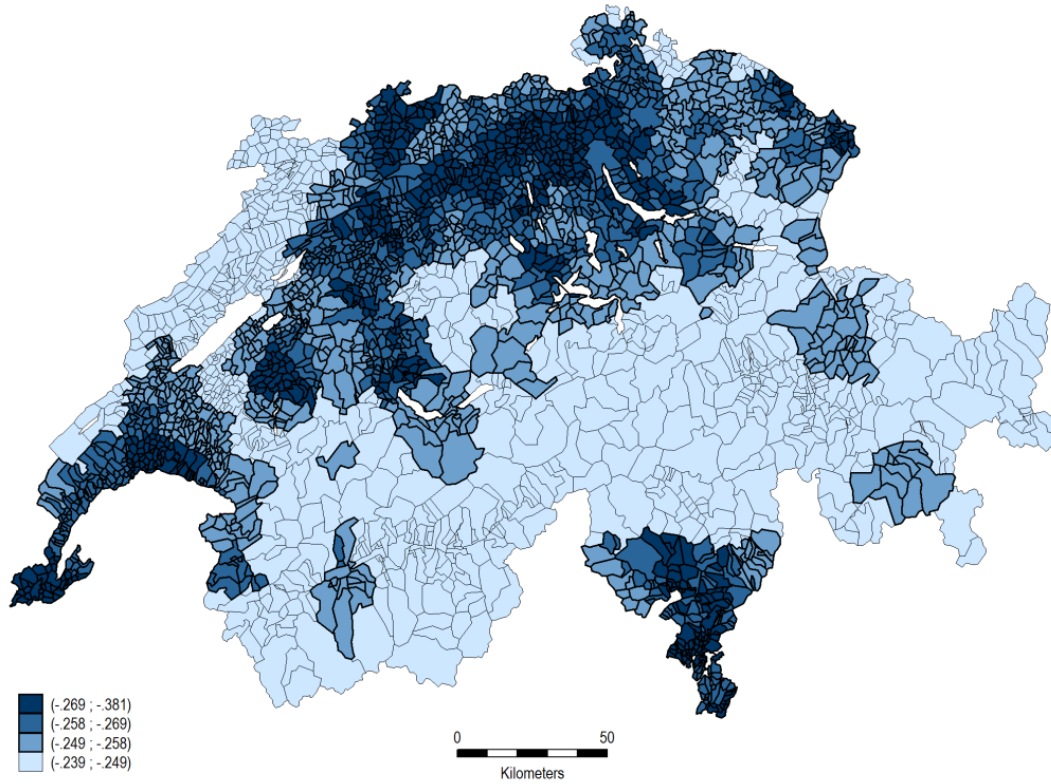 (-.269 ; -.381)
(-.258 ; -.269)
(-.249 ; -.258)
(-.239 ; -.249)
0 50
Kilometers